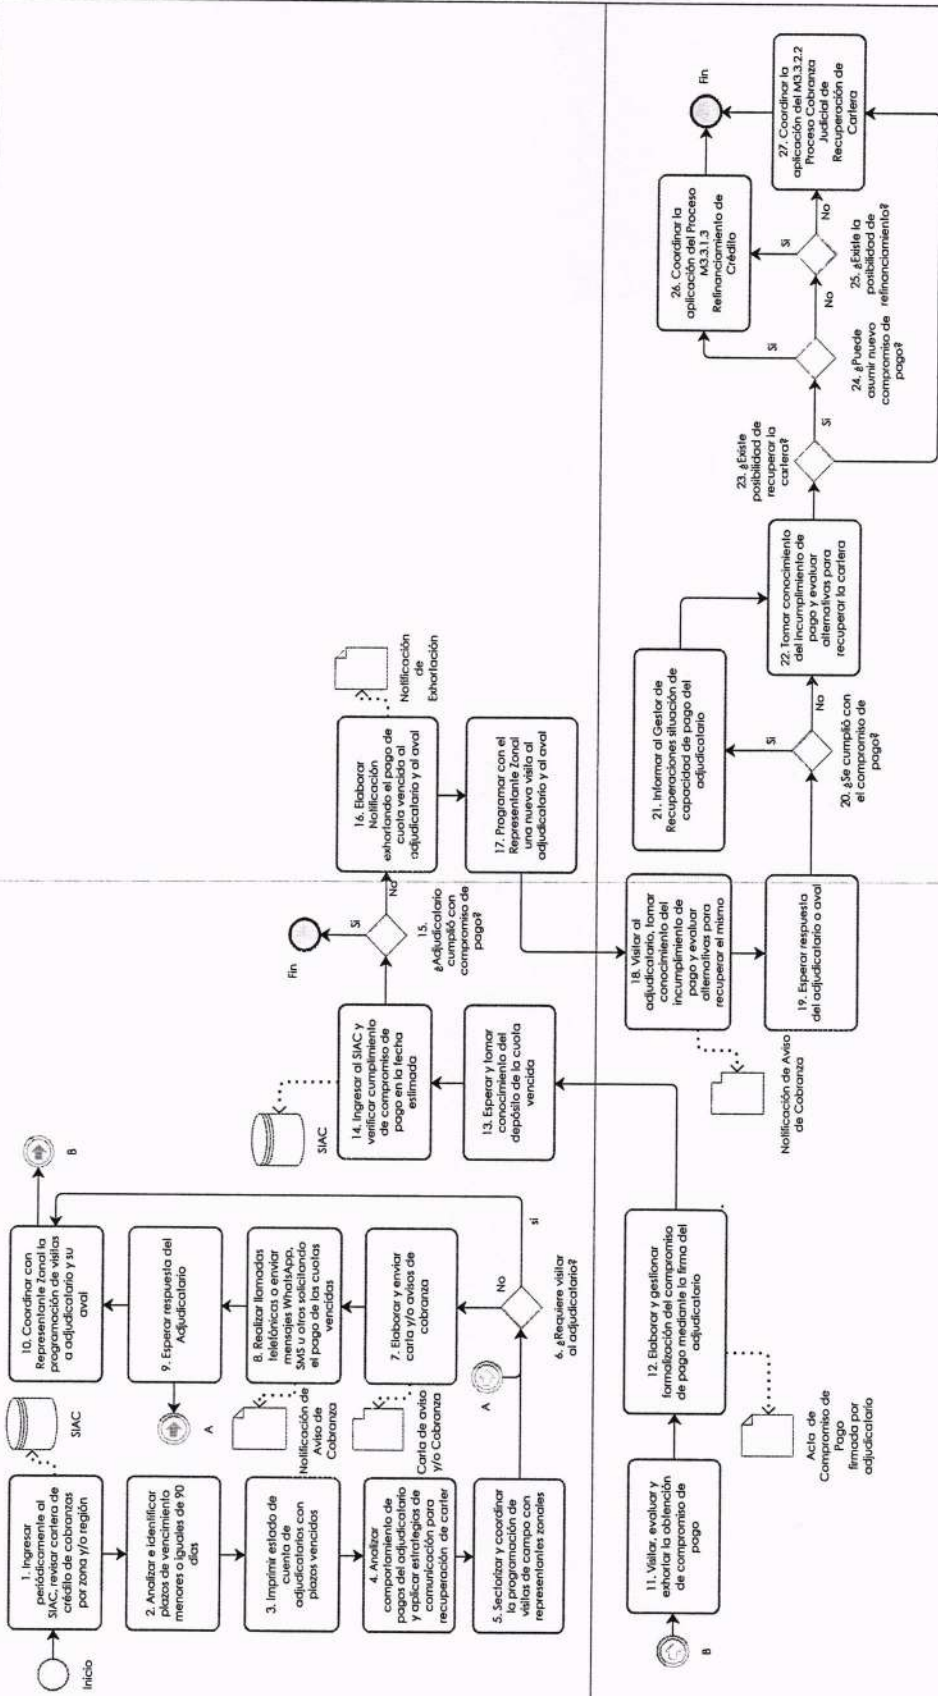 Inicio
1. Ingresar
periódicamente al
SIAC, revisar cartera de
crédito de cobranzas
por zona y/o región
SIAC
2. Analizar e identificar
plazos de vencimiento
menores o iguales de 90
días
3. Imprimir estado de
cuenta de
adjudicatarios con
plazos vencidos
4. Analizar
comportamiento de
pagos del adjudicatario
y aplicar estrategias de
comunicación para
recuperación de carter
5. Sectorizar y coordinar
la programación de
visitas de campo con
representantes zonales
A
6. ¿Requiere visitar
al adjudicatario?
No
si
7. Elaborar y enviar
carta y/o avisos de
cobranza
Carta de aviso
y/o Cobranza
8. Realizar llamadas
telefónicas o enviar
mensajes WhatsApp,
SMS u otros solicitando
el pago de las cuotas
vencidas
Notificación de
Aviso de
Cobranza
9. Esperar respuesta del
Adjudicatario
A
10. Coordinar con
Representante Zonal la
programación de visitas
a adjudicatario y su
aval
B
B
11. Visitar, evaluar y
exhortar la obtención
de compromiso de
pago
12. Elaborar y gestionar
formalización del compromiso
de pago mediante la firma del
adjudicatario
Acta de
Compromiso de
Pago
firmada por
adjudicatario
13. Esperar y tomar
conocimiento del
depósito de la cuota
vencida
14. Ingresar al SIAC y
verificar cumplimiento
de compromiso de
pago en la fecha
estimada
SIAC
15.
¿Adjudicatario
cumplió con
compromiso de
pago?
Si
Fin
No
16. Elaborar
Notificación
exhortando el pago de
cuota vencida al
adjudicatario y al aval
Notificación
de
Exhortación
17. Programar con el
Representante Zonal
una nueva visita al
adjudicatario y al aval
18. Visitar al
adjudicatario, tomar
conocimiento del
incumplimiento de
pago y evaluar
alternativas para
recuperar el mismo
Notificación de Aviso
de Cobranza
19. Esperar respuesta
del adjudicatario o aval
20. ¿Se cumplió con
el compromiso de
pago?
Si
No
21. Informar al Gestor de
Recuperaciones situación de
capacidad de pago del
adjudicatario
22. Tomar conocimiento
del incumplimiento de
pago y evaluar
alternativas para
recuperar la cartera
23. ¿Existe
posibilidad de
recuperar la
cartera?
Si
24. ¿Puede
asumir nuevo
compromiso de
pago?
Si
No
25. ¿Existe la
posibilidad de
refinanciamiento?
Si
No
26. Coordinar la
aplicación del Proceso
M3.3.1.3
Refinanciamiento de
Crédito
27. Coordinar la
aplicación del M3.3.2.2
Proceso Cobranza
Judicial de
Recuperación de
Cartera
Fin